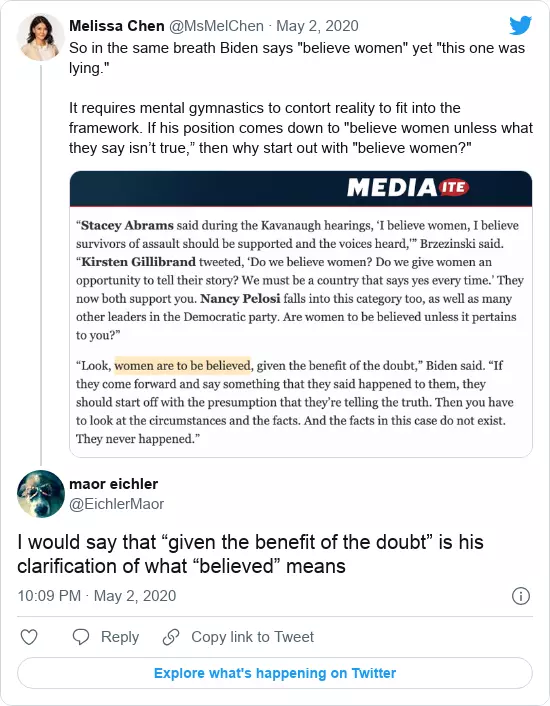 Melissa Chen @MsMelChen · May 2, 2020
So in the same breath Biden says "believe women" yet "this one was
lying."
It requires mental gymnastics to contort reality to fit into the
framework. If his position comes down to "believe women unless what
they say isn’t true,” then why start out with "believe women?"
MEDIAITE
“Stacey Abrams said during the Kavanaugh hearings, ‘I believe women, I believe
survivors of assault should be supported and the voices heard,’” Brzezinski said.
“Kirsten Gillibrand tweeted, ‘Do we believe women? Do we give women an
opportunity to tell their story? We must be a country that says yes every time.’ They
now both support you. Nancy Pelosi falls into this category too, as well as many
other leaders in the Democratic party. Are women to be believed unless it pertains
to you?”
“Look, women are to be believed, given the benefit of the doubt,” Biden said. “If
they come forward and say something that they said happened to them, they
should start off with the presumption that they’re telling the truth. Then you have
to look at the circumstances and the facts. And the facts in this case do not exist.
They never happened.”
maor eichler
@EichlerMaor
I would say that “given the benefit of the doubt” is his
clarification of what “believed” means
10:09 PM · May 2, 2020
Reply
Copy link to Tweet
Explore what's happening on Twitter